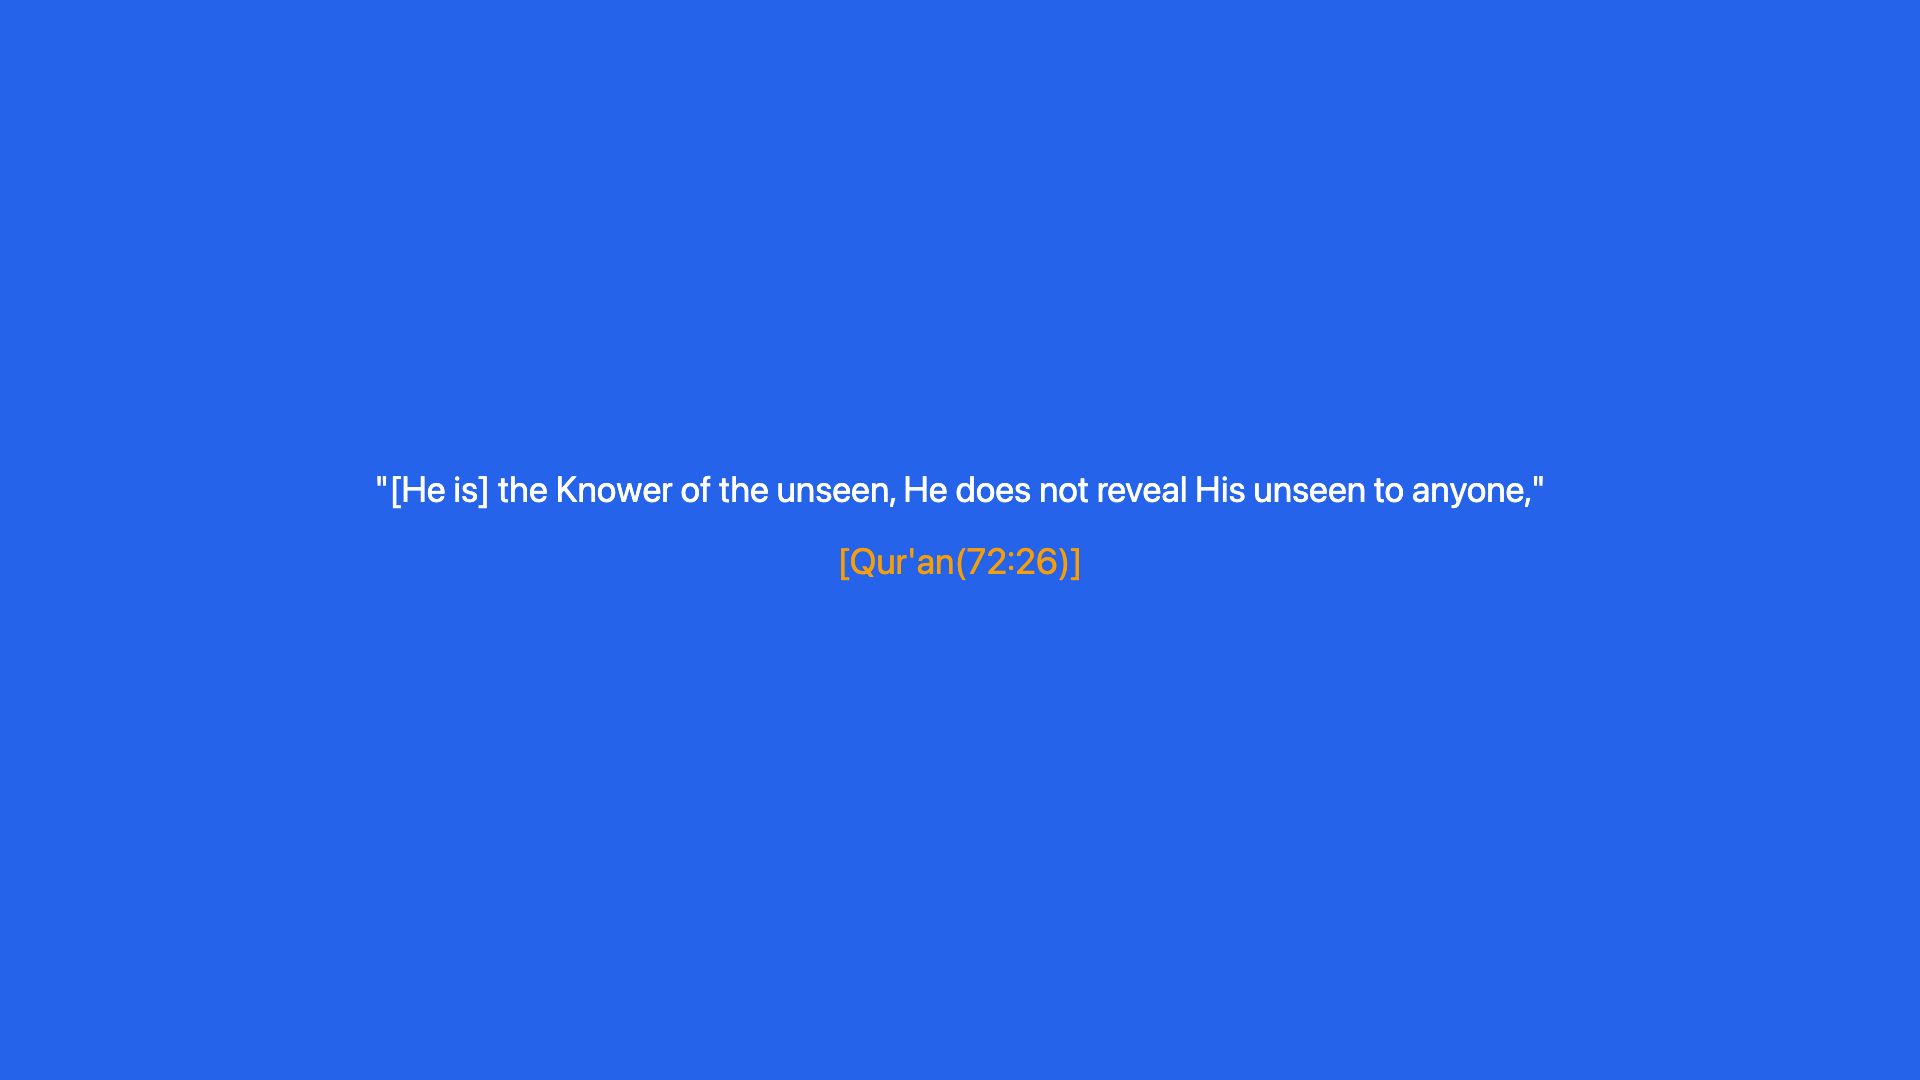 "[He is] the Knower of the unseen, He does not reveal His unseen to anyone,"
[Qur'an(72:26)]